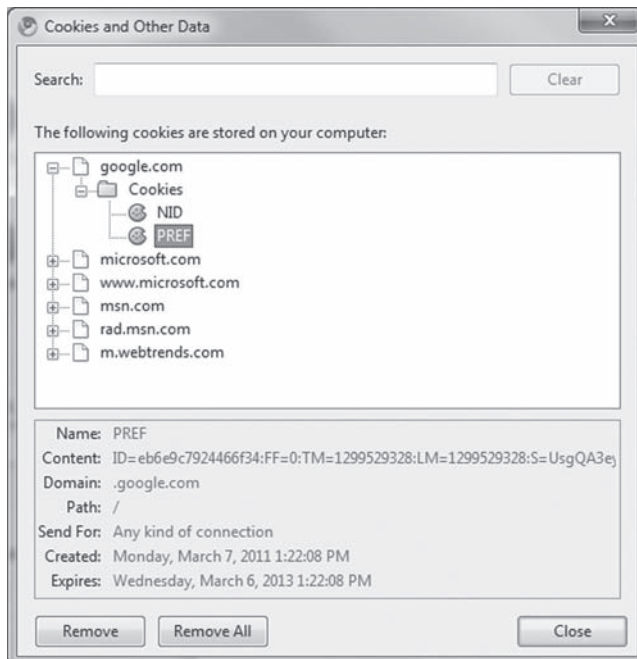 Cookies and Other Data
Search:
Clear
The following cookies are stored on your computer:
google.com
Cookies
NID
PREF
microsoft.com
www.microsoft.com
msn.com
rad.msn.com
m.webtrends.com
Name: PREF
Content: ID=eb6e9c7924466f34:FF=0:TM=1299529328:LM=1299529328:S=UsgQA3ey
Domain: .google.com
Path: /
Send For: Any kind of connection
Created: Monday, March 7, 2011 1:22:08 PM
Expires: Wednesday, March 6, 2013 1:22:08 PM
Remove Remove All Close